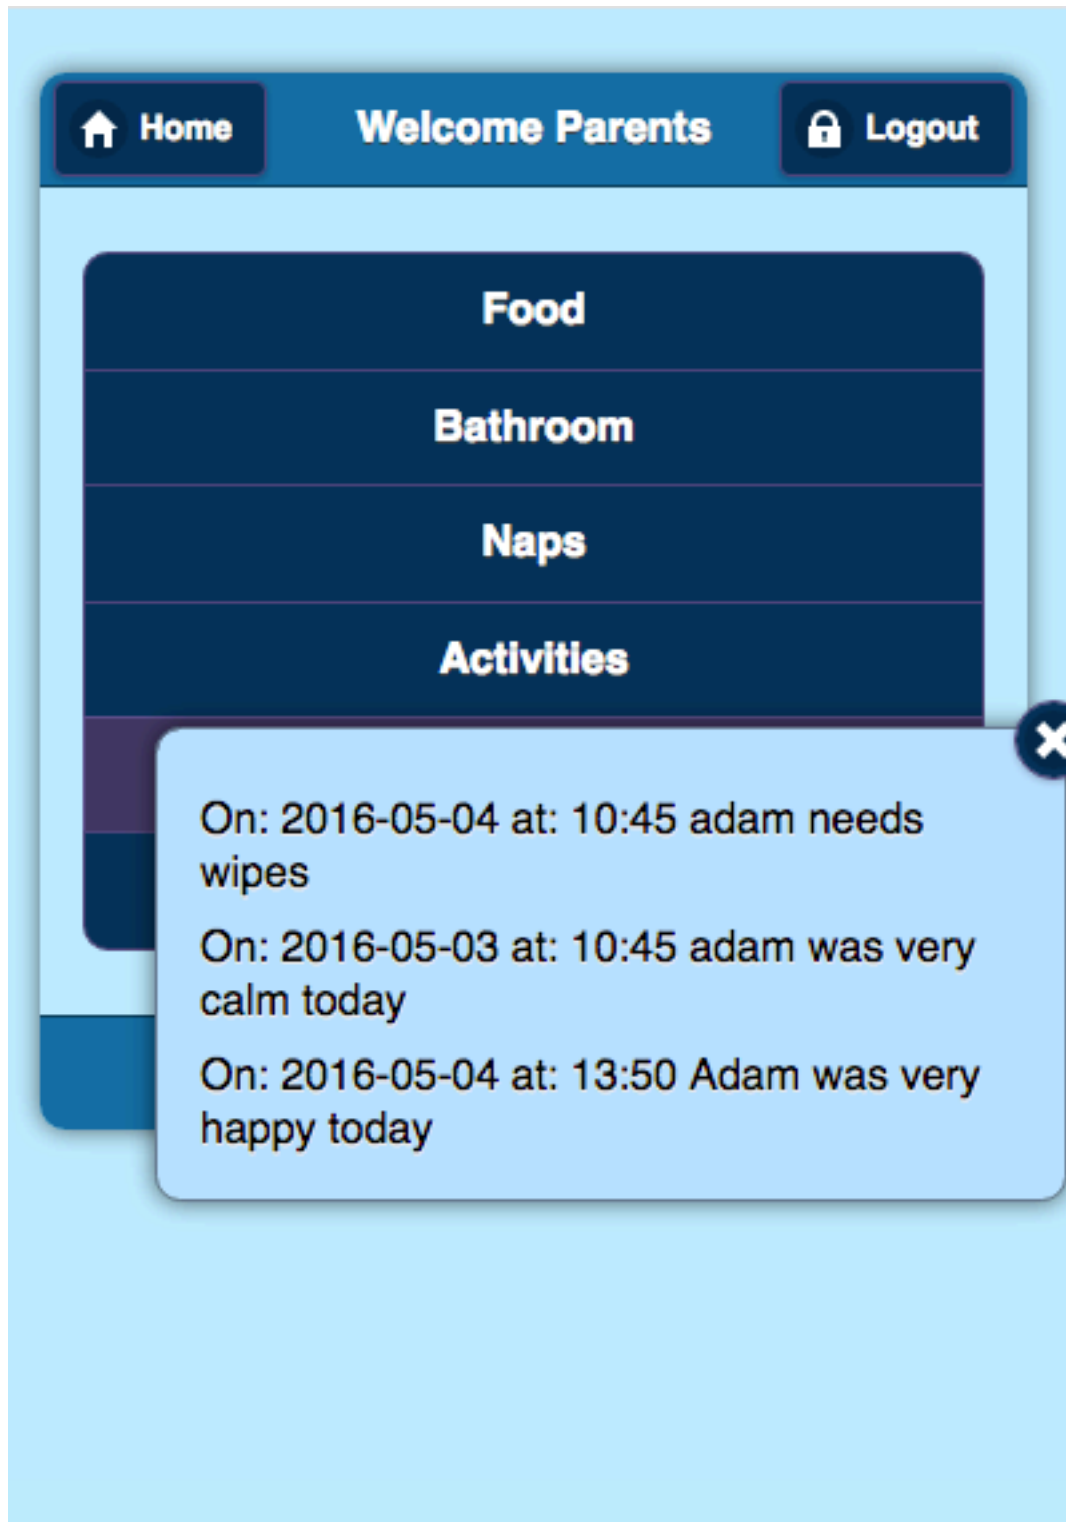 Home
Welcome Parents
Logout
Food
Bathroom
Naps
Activities
On: 2016-05-04 at: 10:45 adam needs
wipes
On: 2016-05-03 at: 10:45 adam was very
calm today
On: 2016-05-04 at: 13:50 Adam was very
happy today